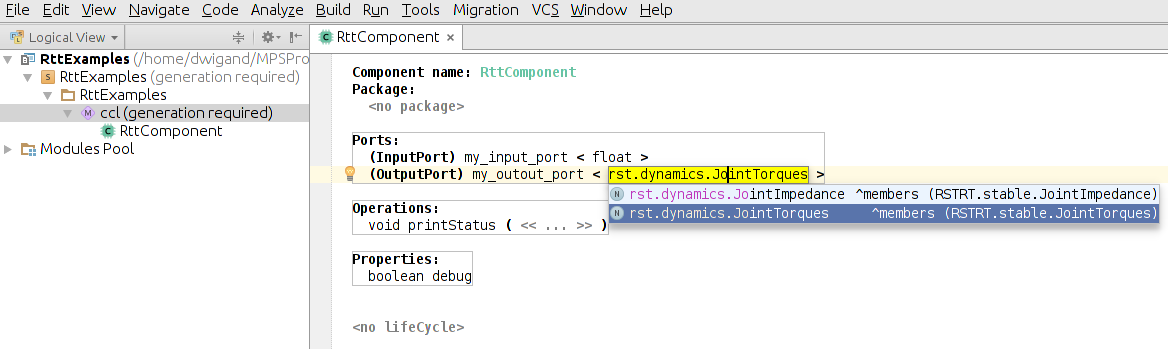 File Edit View Navigate Code Analyze Build Run Tools Migration VCS Window Help
Logical View
RttComponent
RttExamples (/home/dwigand/MPSPro
RttExamples (generation required)
RttExamples
ccl (generation required)
RttComponent
Modules Pool
Component name: RttComponent
Package:
<no package>
Ports:
(InputPort) my_input_port < float >
(OutputPort) my_outout_port < rst.dynamics.JointTorques >
rst.dynamics.JointImpedance ^members (RSTRT.stable.JointImpedance)
rst.dynamics.JointTorques ^members (RSTRT.stable.JointTorques)
Operations:
void printStatus ( << ... >> )
Properties:
boolean debug
<no lifeCycle>